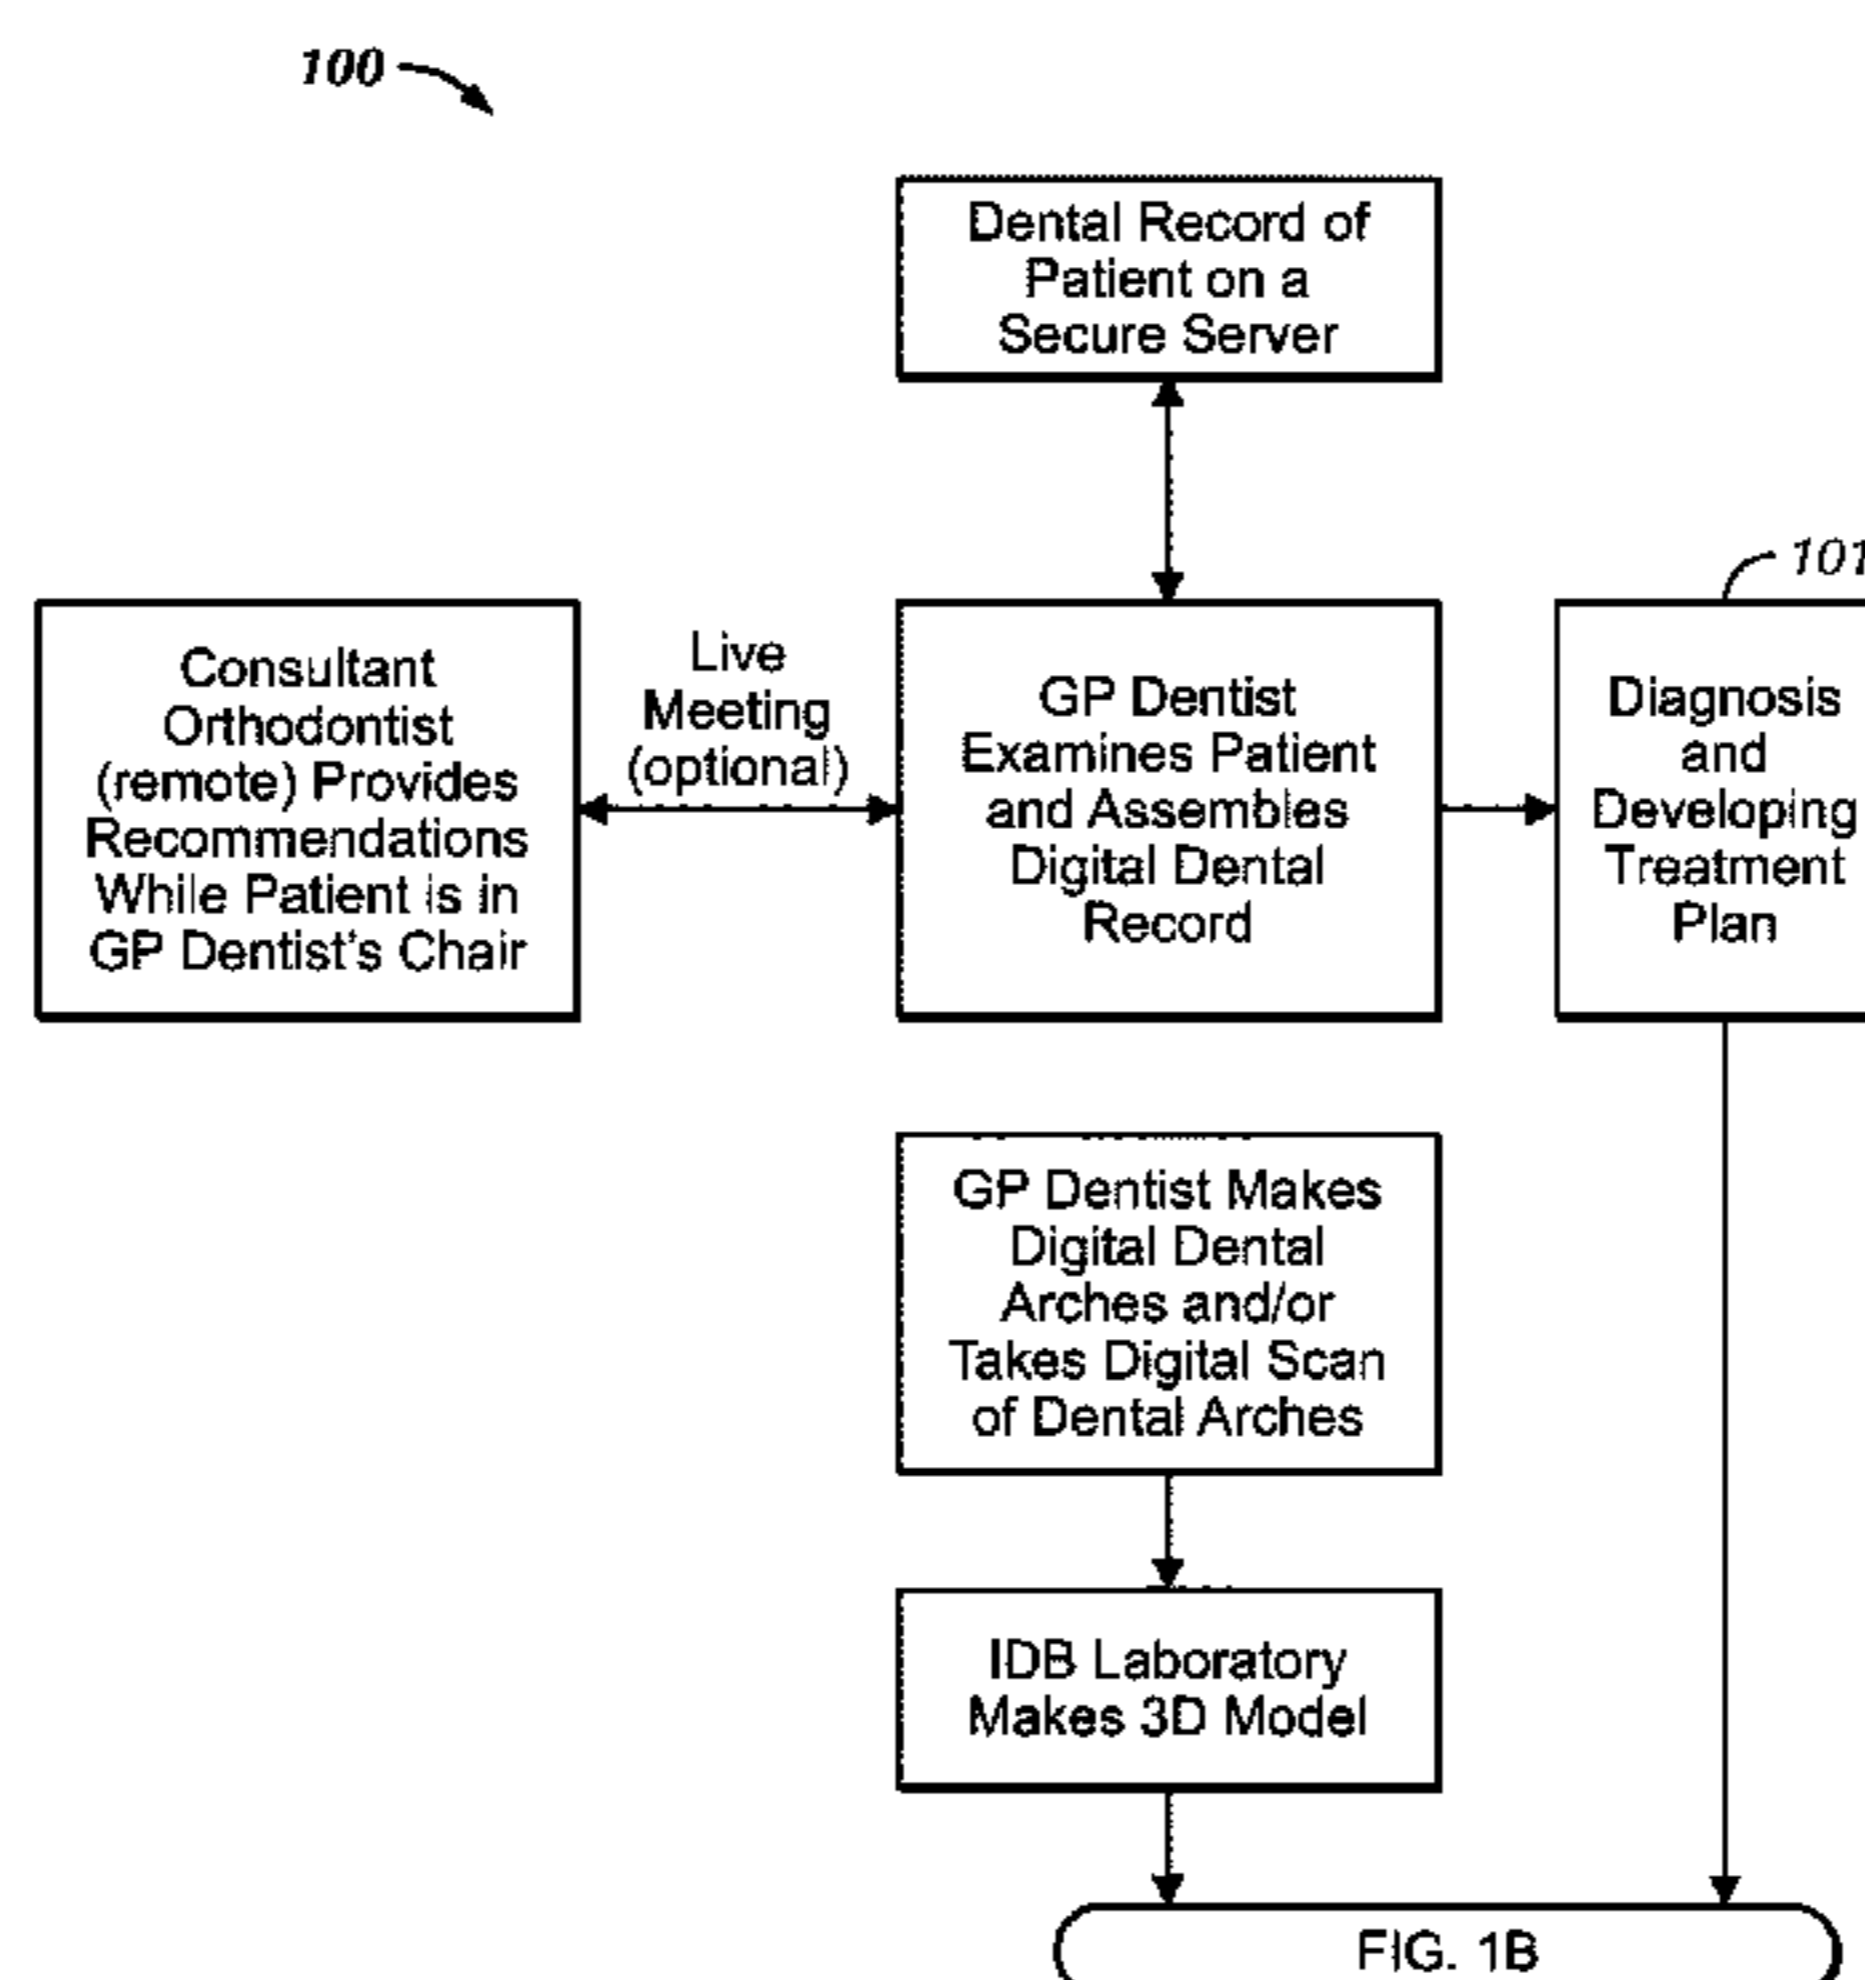 100
Dental Record of
Patient on a
Secure Server
101
Consultant
Orthodontist
(remote) Provides
Recommendations
While Patient is in
GP Dentist's Chair
Live
Meeting
(optional)
GP Dentist
Examines Patient
and Assembles
Digital Dental
Record
Diagnosis
and
Developing
Treatment
Plan
GP Dentist Makes
Digital Dental
Arches and/or
Takes Digital Scan
of Dental Arches
IDB Laboratory
Makes 3D Model
FIG. 1B